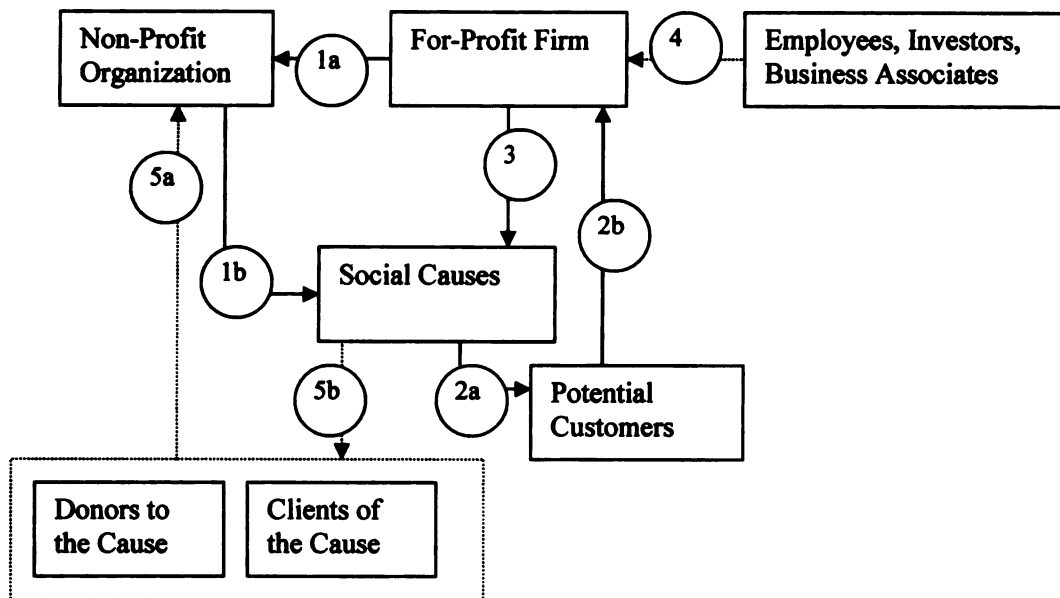 Non-Profit
Organization
1a
For-Profit Firm
4
Employees, Investors,
Business Associates
5a
3
2b
1b
Social Causes
5b
2a
Potential
Customers
Donors to
the Cause
Clients of
the Cause